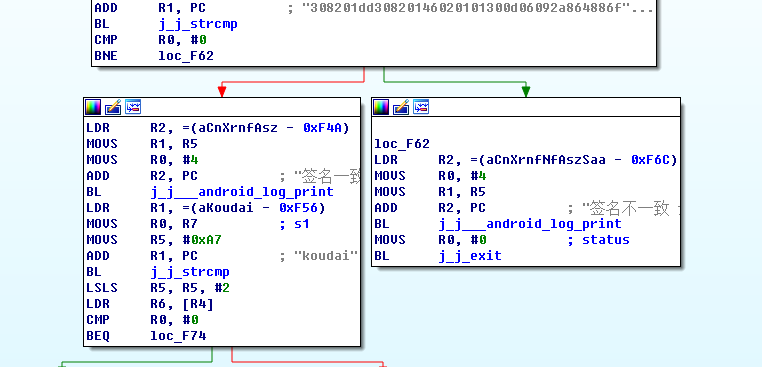 ADD R1, PC ; "308201dd30820146020101300d06092a864886f"...
BL j_j_strcmp
CMP R0, #0
BNE loc_F62
LDR R2, =(aCnXrnfAsz - 0xF4A)
MOVS R1, R5
MOVS R0, #4
ADD R2, PC ; "签名一致
BL j_j___android_log_print
LDR R1, =(aKoudai - 0xF56)
MOVS R0, R7 ; s1
MOVS R5, #0xA7
ADD R1, PC ; "koudai"
BL j_j_strcmp
LSLS R5, R5, #2
LDR R6, [R4]
CMP R0, #0
BEQ loc_F74
loc_F62
LDR R2, =(aCnXrnfNfAszSaa - 0xF6C)
MOVS R0, #4
MOVS R1, R5
ADD R2, PC ; "签名不一致
BL j_j___android_log_print
MOVS R0, #0 ; status
BL j_j_exit